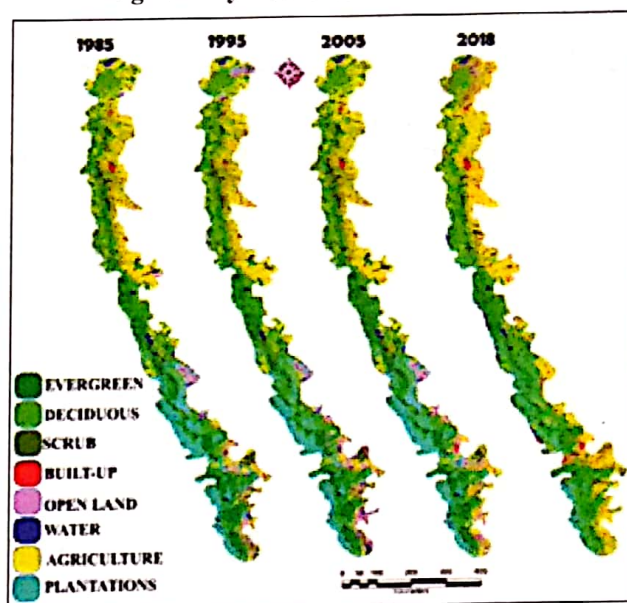 1985 1995 2005 2018
EVERGREEN
DECIDUOUS
SCRUB
BUILT-UP
OPEN LAND
WATER
AGRICULTURE
PLANTATIONS